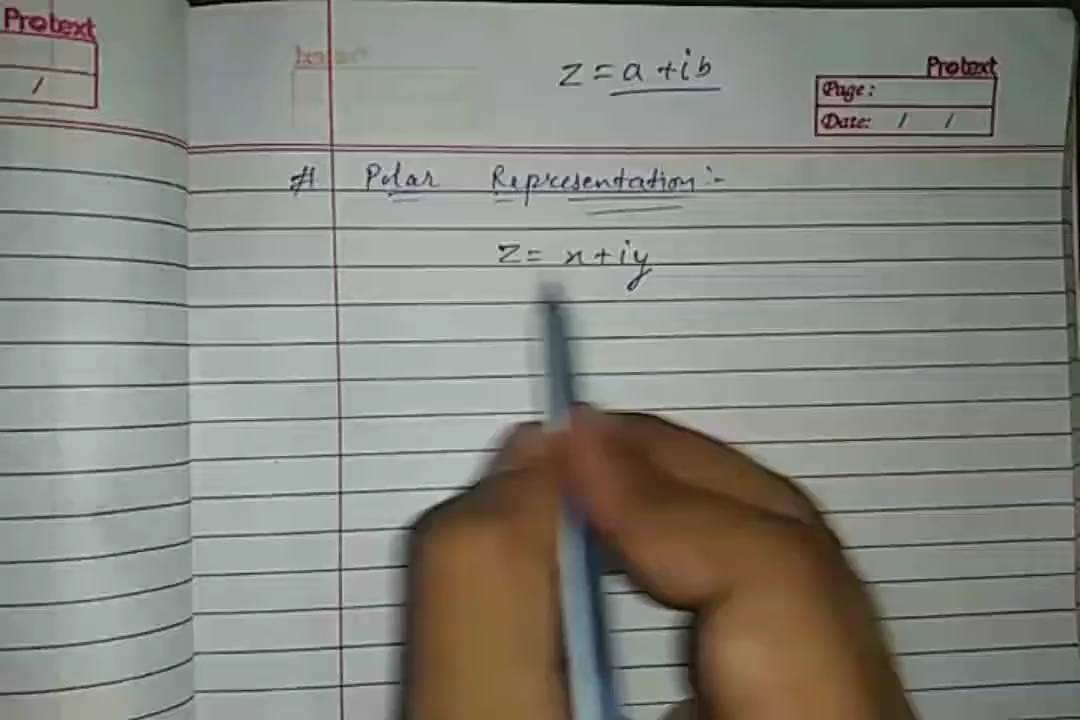 Protext
/
z = a + ib
Protext
Page:
Date: / /
# Polar Representation :-
z = x + iy